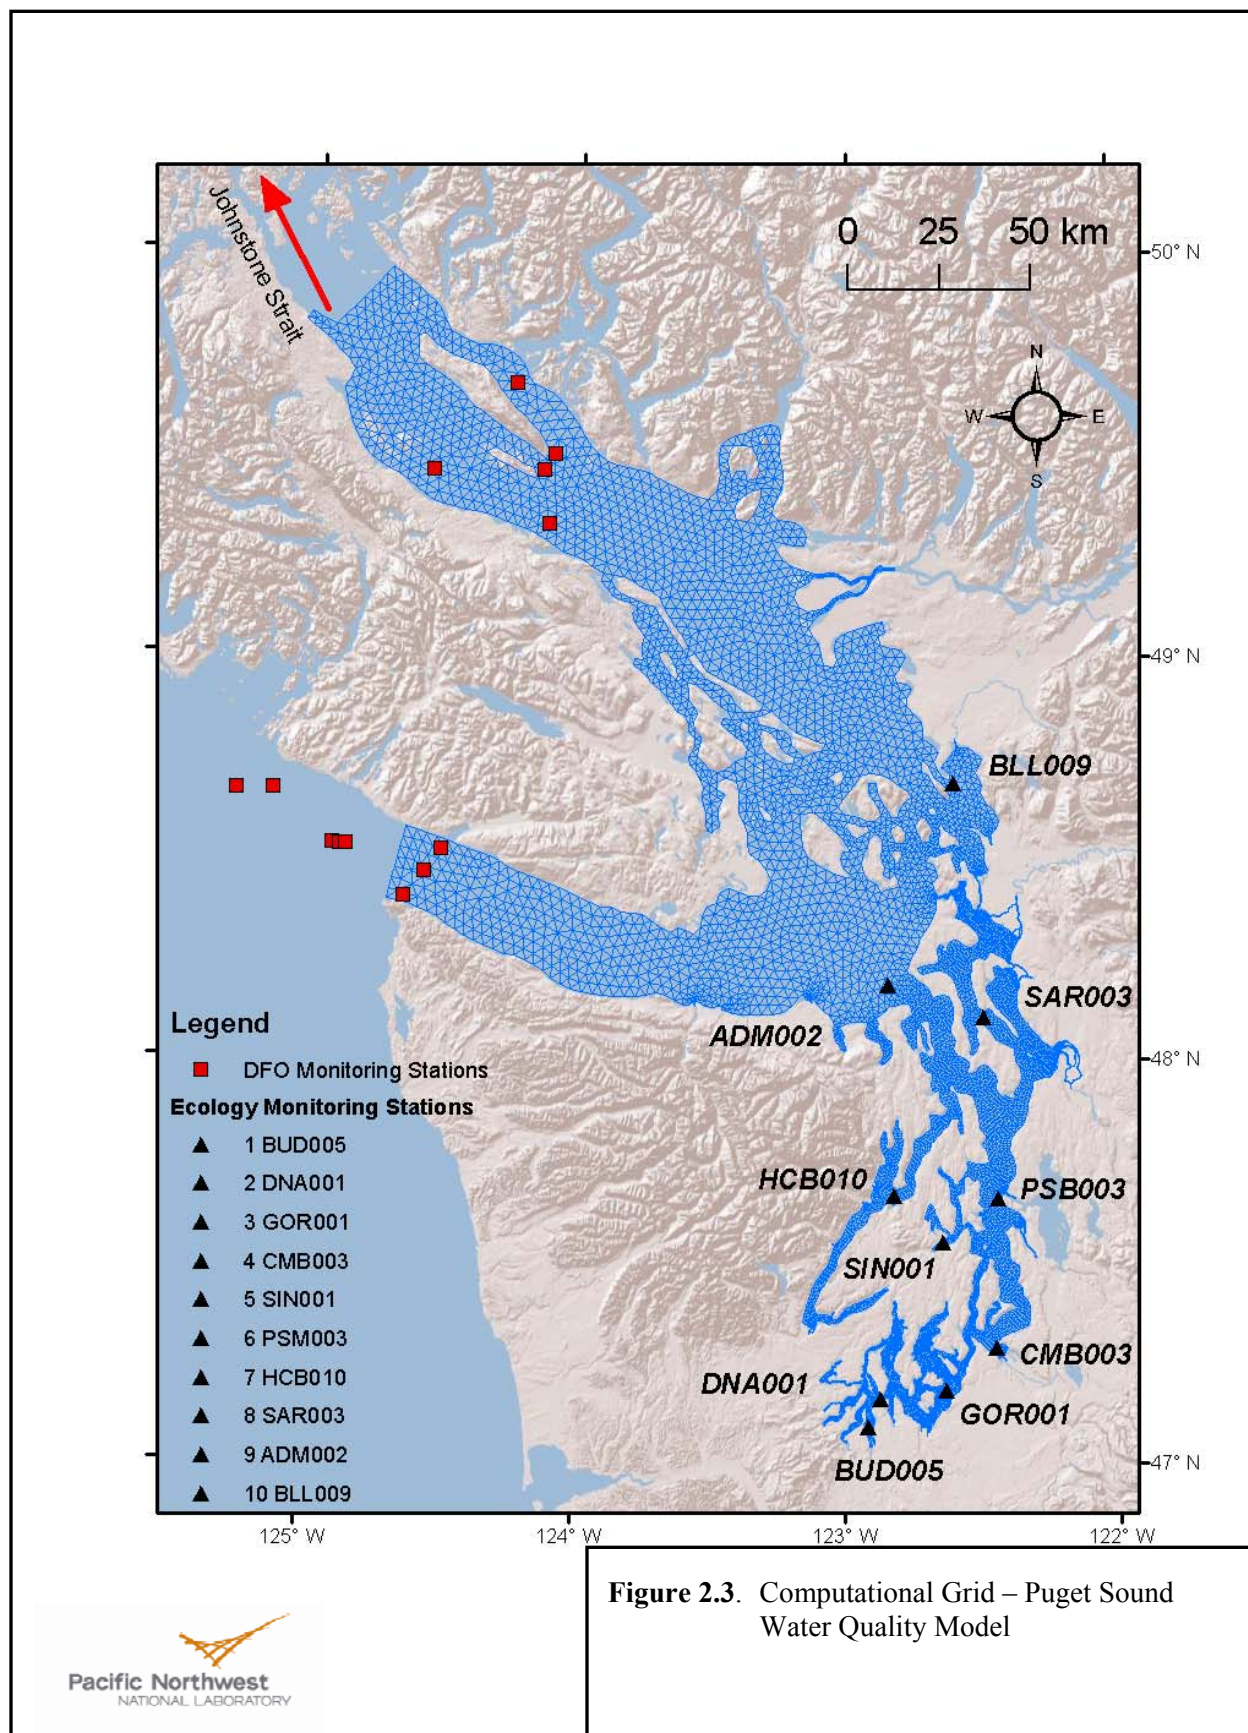 Johnstone Strait
0 25 50 km
50° N
N
W E
S
49° N
BLL009
SAR003
ADM002
48° N
HCB010
PSB003
SIN001
CMB003
DNA001
GOR001
BUD005
47° N
Legend
DFO Monitoring Stations
Ecology Monitoring Stations
1 BUD005
2 DNA001
3 GOR001
4 CMB003
5 SIN001
6 PSM003
7 HCB010
8 SAR003
9 ADM002
10 BLL009
125° W 124° W 123° W 122° W
Figure 2.3. Computational Grid – Puget Sound
Water Quality Model
Pacific Northwest
NATIONAL LABORATORY